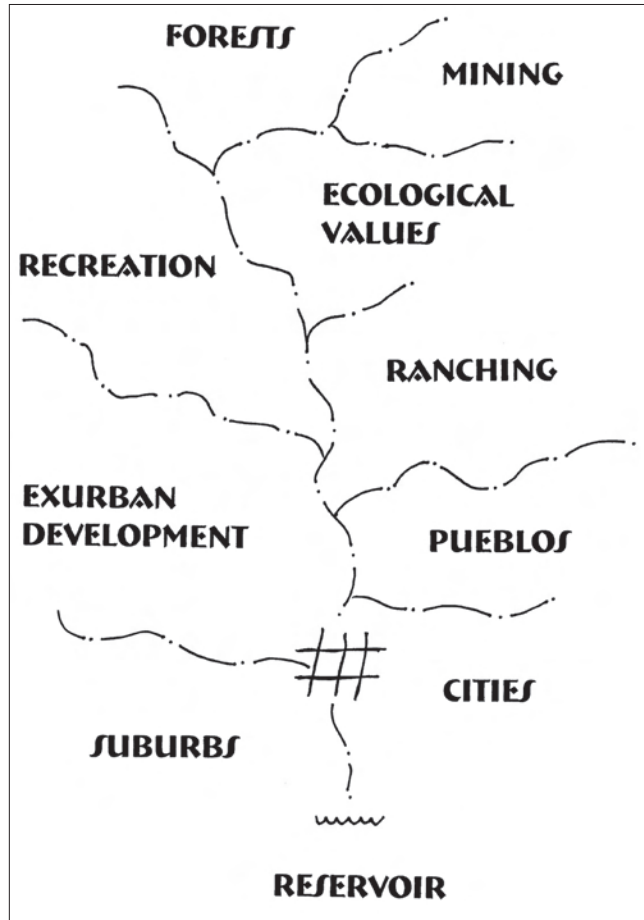 FORESTS
MINING
ECOLOGICAL
VALUES
RECREATION
RANCHING
EXURBAN
DEVELOPMENT
PUEBLOS
CITIES
SUBURBS
RESERVOIR